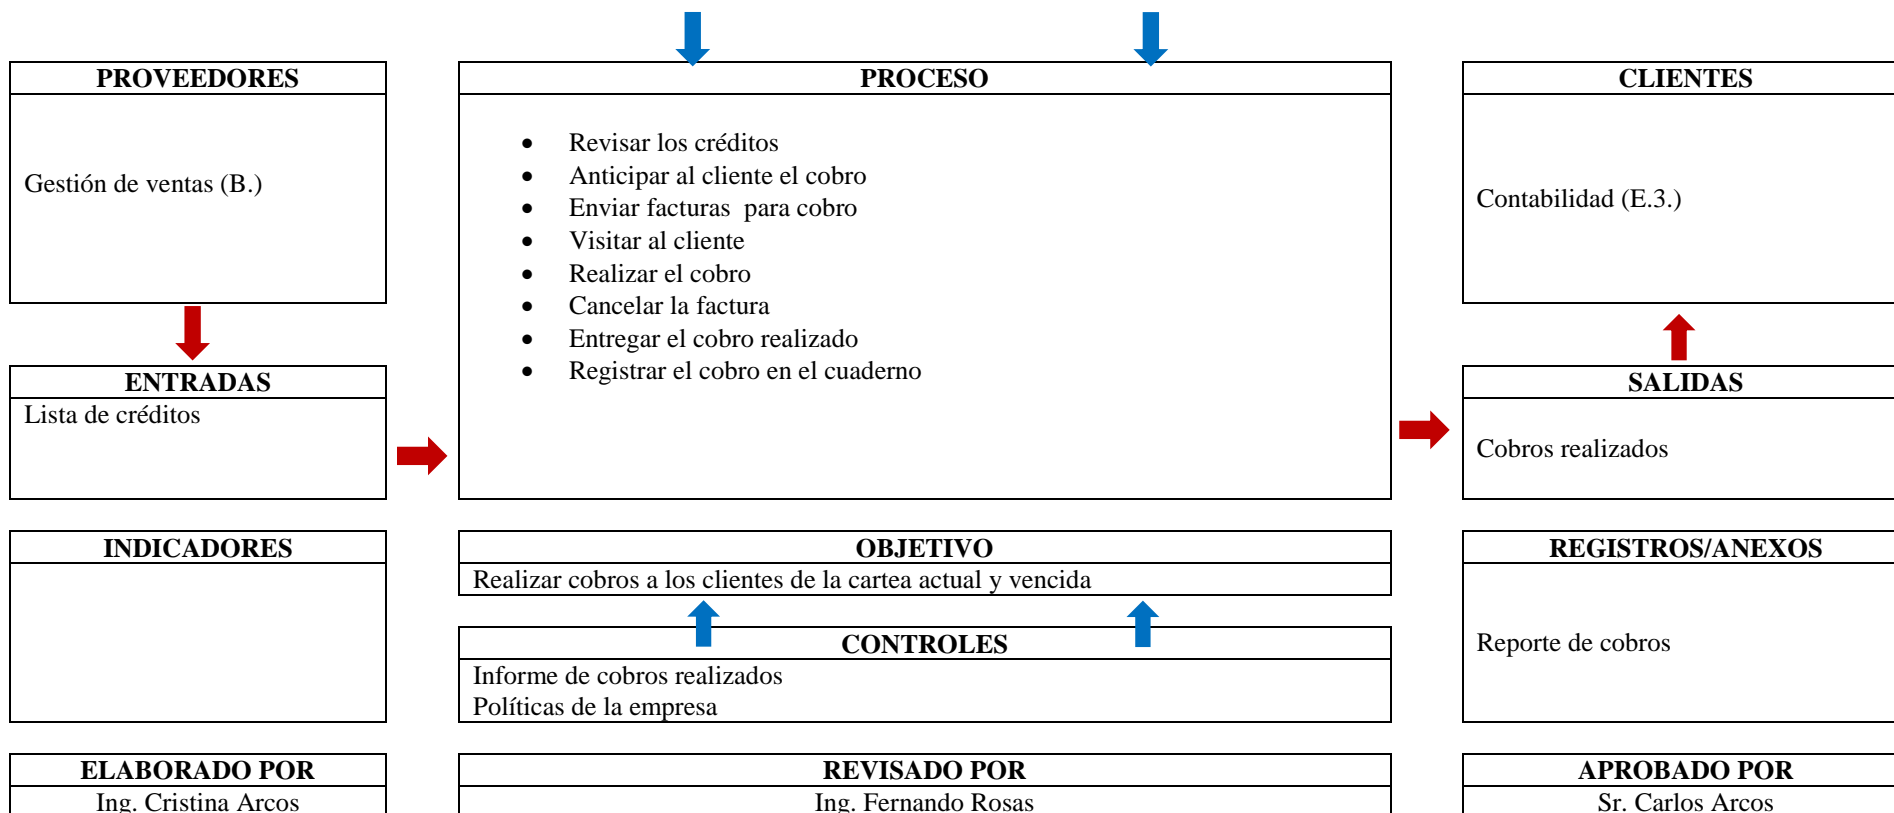 PROVEEDORES
Gestión de ventas (B.)
PROCESO
• Revisar los créditos
• Anticipar al cliente el cobro
• Enviar facturas  para cobro
• Visitar al cliente
• Realizar el cobro
• Cancelar la factura
• Entregar el cobro realizado
• Registrar el cobro en el cuaderno
CLIENTES
Contabilidad (E.3.)
ENTRADAS
Lista de créditos
SALIDAS
Cobros realizados
INDICADORES
OBJETIVO
Realizar cobros a los clientes de la cartea actual y vencida
CONTROLES
Informe de cobros realizados
Políticas de la empresa
REGISTROS/ANEXOS
Reporte de cobros
ELABORADO POR
Ing. Cristina Arcos
REVISADO POR
Ing. Fernando Rosas
APROBADO POR
Sr. Carlos Arcos